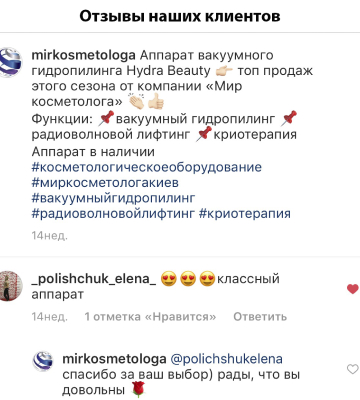 Отзывы наших клиентов
mirkosmetologa Аппарат вакуумного
гидропилинга Hydra Beauty 👉🏻 топ продаж
этого сезона от компании «Мир
косметолога» 👏🏻👍🏻
Функции: 📌вакуумный гидропилинг 📌
радиоволновой лифтинг 📌криотерапия
Аппарат в наличии
#косметологическоеоборудование
#миркосметологакиев
#вакуумныйгидропилинг
#радиоволновойлифтинг #криотерапия
14нед.
_polishchuk_elena_ 😍😍😍классный
аппарат
14нед. 1 отметка «Нравится» Ответить
mirkosmetologa @polichshukelena
спасибо за ваш выбор) рады, что вы
довольны 🌹